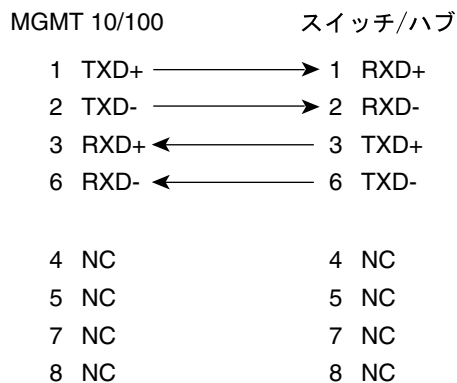 MGMT 10/100 スイッチ/ハブ
1 TXD+ 1 RXD+
2 TXD- 2 RXD-
3 RXD+ 3 TXD+
6 RXD- 6 TXD-
4 NC 4 NC
5 NC 5 NC
7 NC 7 NC
8 NC 8 NC